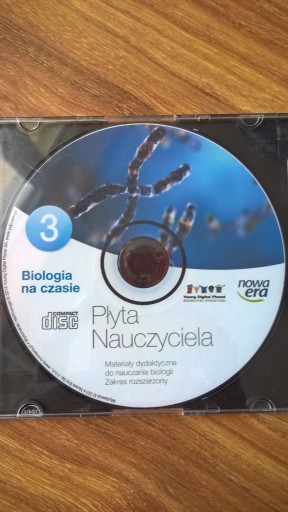 3
Biologia
na czasie
COMPACT
disc
Young Digital Planet
nowa
era
Płyta
Nauczyciela
Materiały dydaktyczne
do nauczania biologii
Zakres rozszerzony